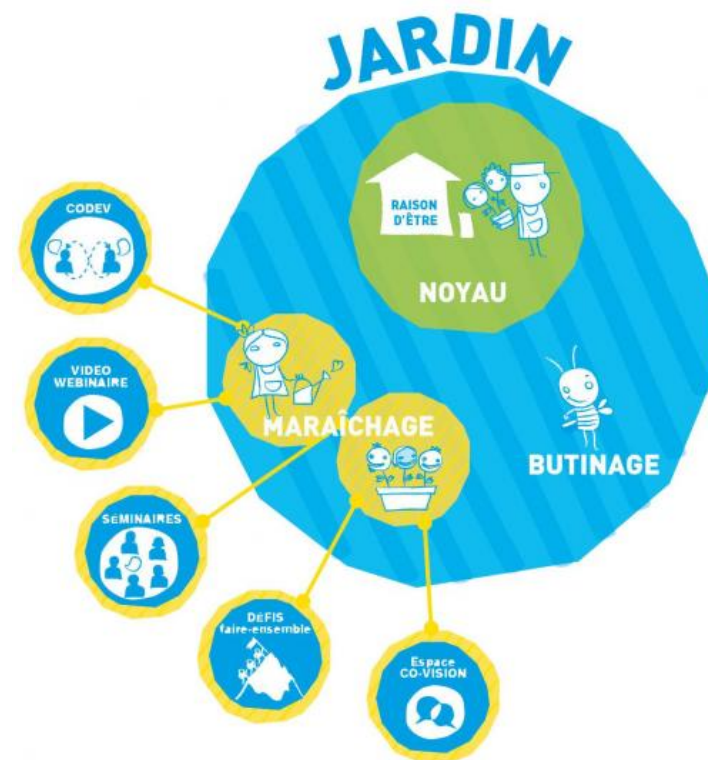 JARDIN
RAISON
D'ÊTRE
NOYAU
CODEV
VIDEO
WEBINAIRE
MARAÎCHAGE
BUTINAGE
SÉMINAIRES
DÉFIS
faire-ensemble
Espace
CO-VISION